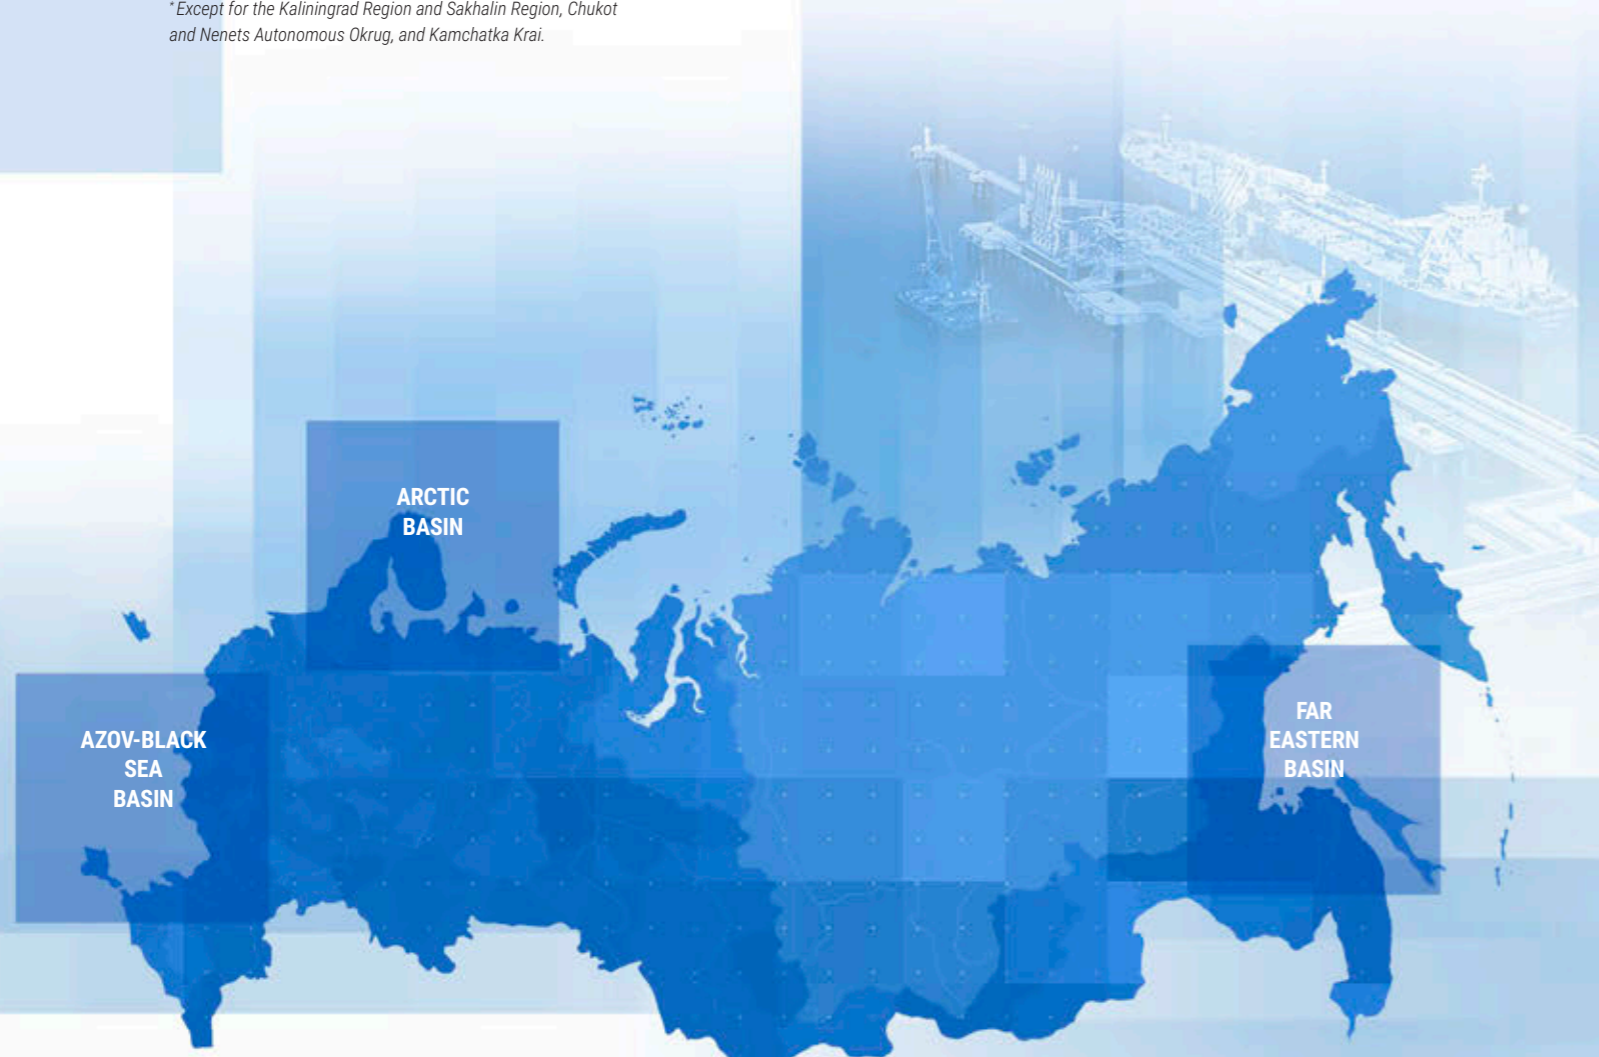 * Except for the Kaliningrad Region and Sakhalin Region, Chukot
and Nenets Autonomous Okrug, and Kamchatka Krai.
ARCTIC
BASIN
AZOV-BLACK
SEA
BASIN
FAR
EASTERN
BASIN